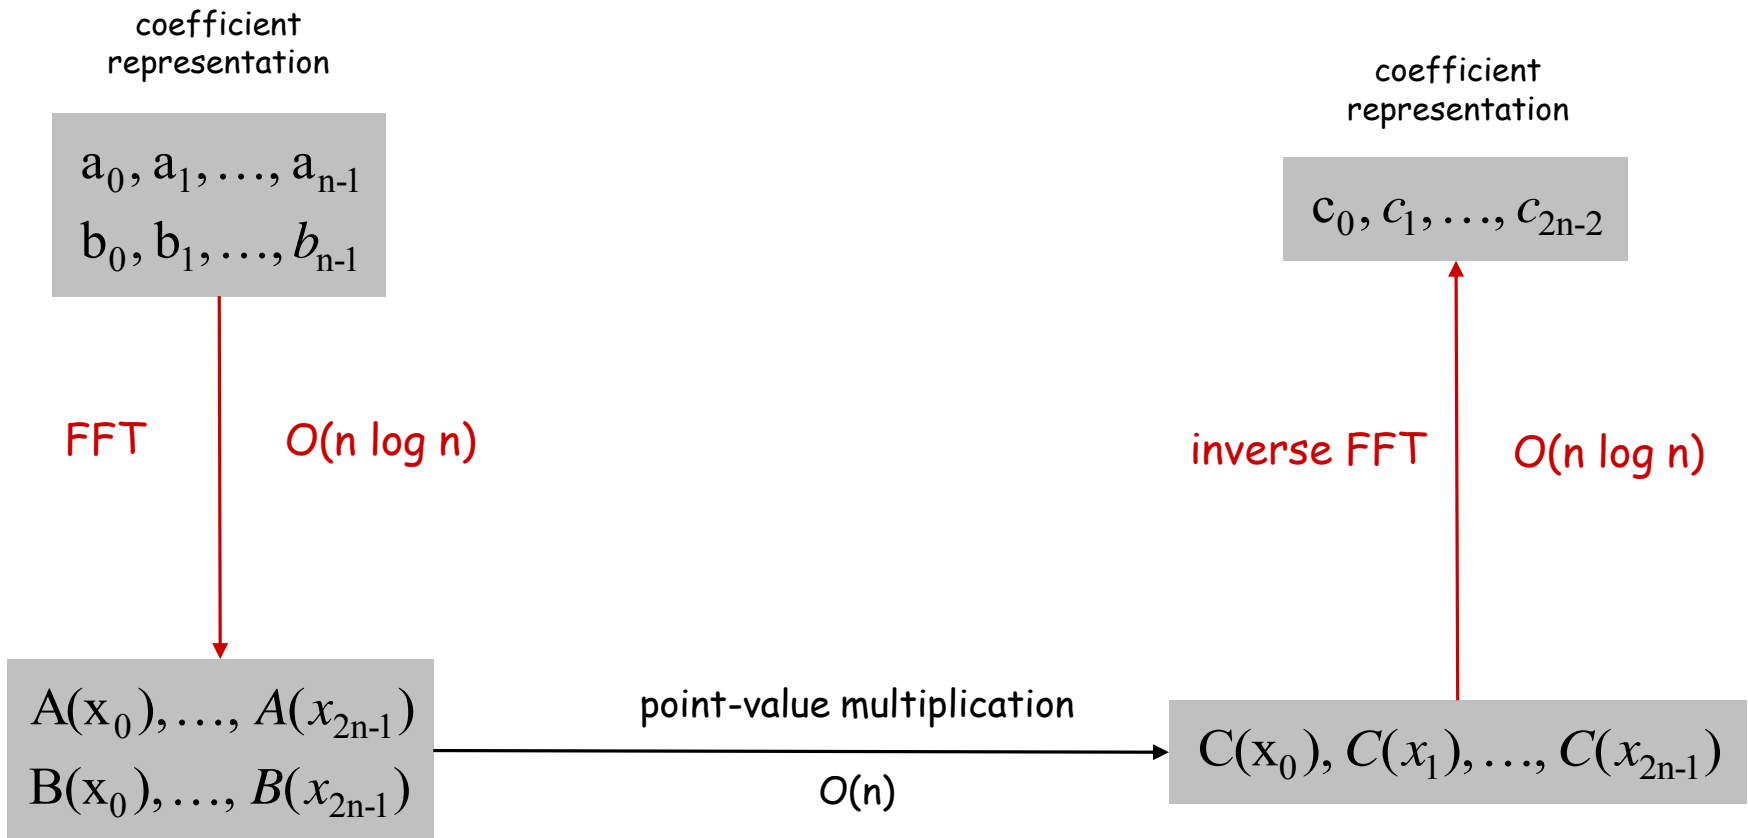 coefficient
representation
a₀, a₁,…, aₙ₋₁
b₀, b₁,…, bₙ₋₁
FFT
O(n log n)
A(x₀),…, A(x₂ₙ₋₁)
B(x₀),…, B(x₂ₙ₋₁)
point-value multiplication
O(n)
C(x₀), C(x₁),…, C(x₂ₙ₋₁)
inverse FFT
O(n log n)
coefficient
representation
c₀, c₁,…, c₂ₙ₋₂